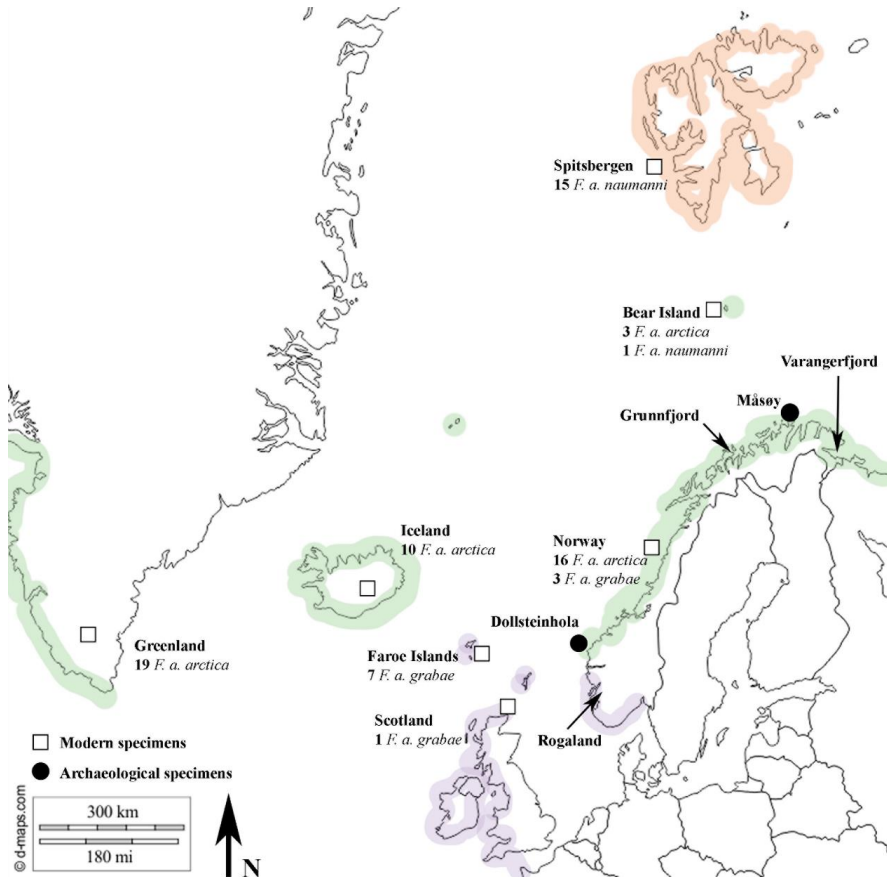 Spitsbergen
15 F. a. naumanni
Bear Island
3 F. a. arctica
1 F. a. naumanni
Varangerfjord
Måsøy
Grunnfjord
Iceland
10 F. a. arctica
Norway
16 F. a. arctica
3 F. a. grabae
Dollsteinhola
Greenland
19 F. a. arctica
Faroe Islands
7 F. a. grabae
Scotland
1 F. a. grabae
Rogaland
Modern specimens
Archaeological specimens
300 km
180 mi
N
© d-maps.com